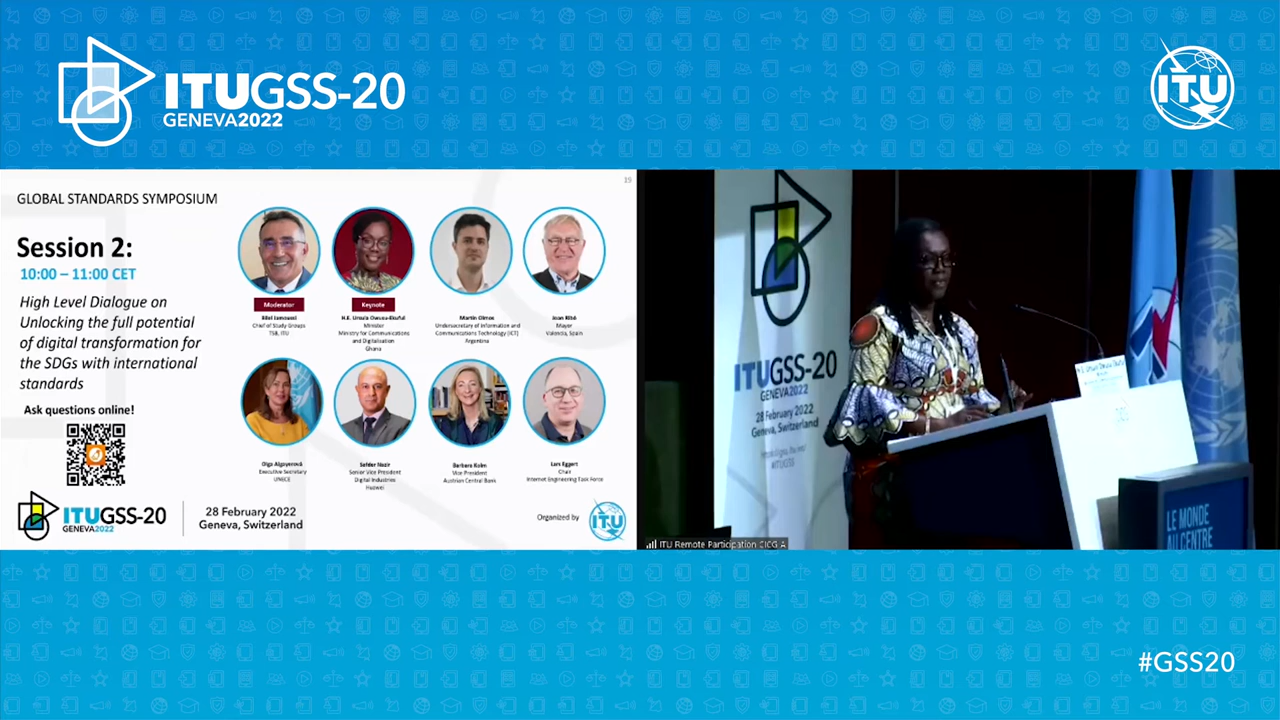 ITUGSS-20
GENEVA2022
ITU
GLOBAL STANDARDS SYMPOSIUM
19
Session 2:
10:00 – 11:00 CET
High Level Dialogue on
Unlocking the full potential
of digital transformation for
the SDGs with international
standards
Ask questions online!
Moderator
Bilel Jamoussi
Chief of Study Groups
TSB, ITU
Keynote
H.E. Ursula Owusu-Ekuful
Minister
Ministry for Communications
and Digitalisation
Ghana
Martin Olmos
Undersecretary of Information and
Communications Technology (ICT)
Argentina
Joan Ribó
Mayor
Valencia, Spain
Olga Algayerová
Executive Secretary
UNECE
Safder Nazir
Senior Vice President
Digital Industries
Huawei
Barbara Kolm
Vice President
Austrian Central Bank
Lars Eggert
Chair
Internet Engineering Task Force
ITUGSS-20
GENEVA2022
28 February 2022
Geneva, Switzerland
Organized by
ITU
ITUGSS-20
GENEVA2022
28 February 2022
Geneva, Switzerland
#ITUGSS
H.E. Ursula Owusu-Ekuful
LE MONDE
AU CENTRE
ITU Remote Participation CICG-A
#GSS20